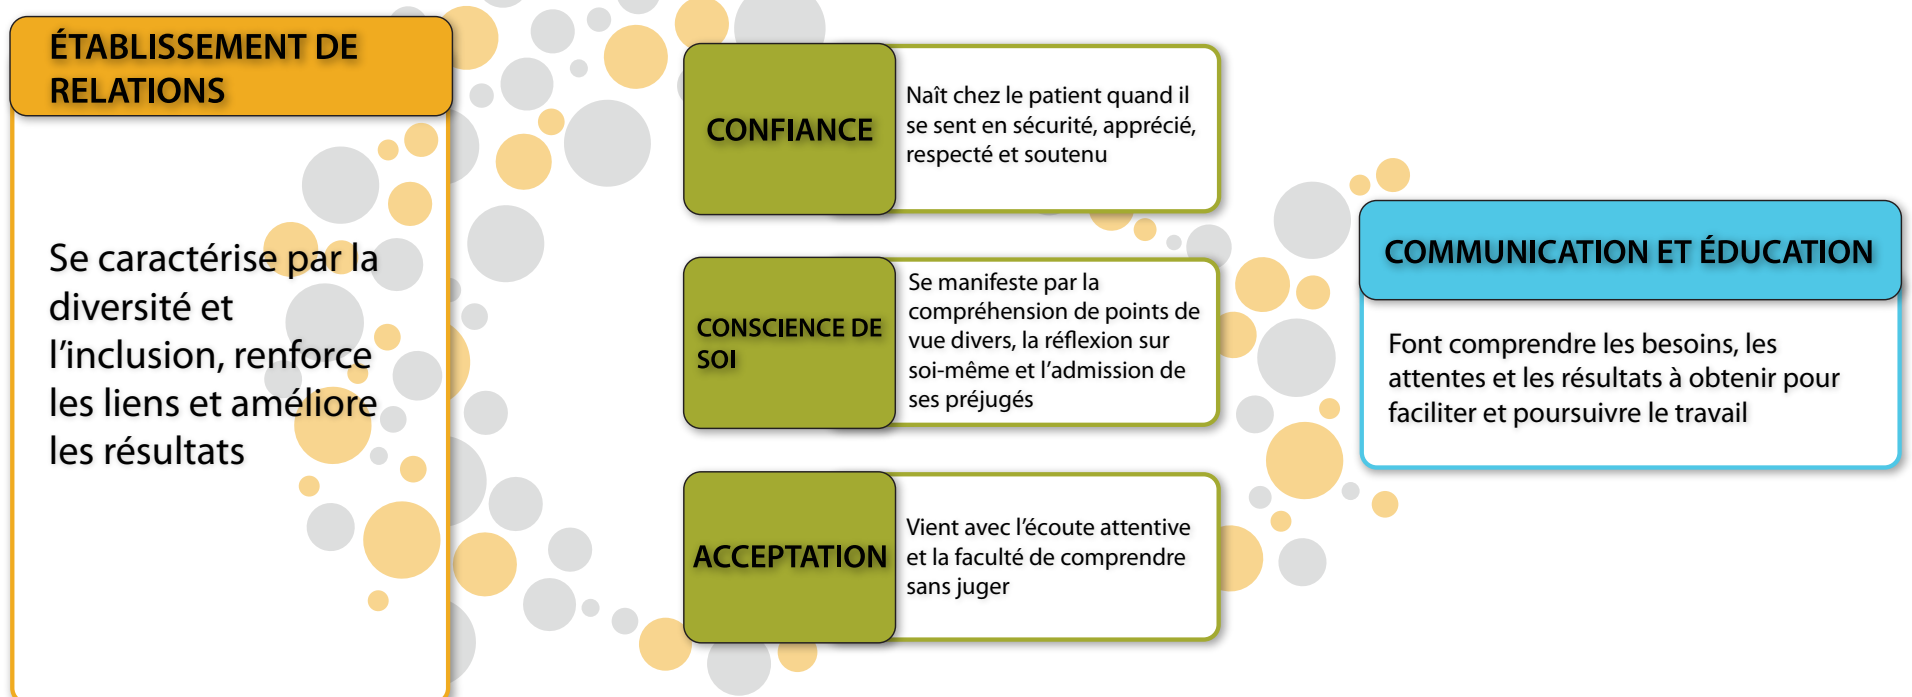 ÉTABLISSEMENT DE
RELATIONS
Se caractérise par la
diversité et
l'inclusion, renforce
les liens et améliore
les résultats
CONFIANCE
Naît chez le patient quand il
se sent en sécurité, apprécié,
respecté et soutenu
CONSCIENCE DE
SOI
Se manifeste par la
compréhension de points de
vue divers, la réflexion sur
soi-même et l'admission de
ses préjugés
ACCEPTATION
Vient avec l'écoute attentive
et la faculté de comprendre
sans juger
COMMUNICATION ET ÉDUCATION
Font comprendre les besoins, les
attentes et les résultats à obtenir pour
faciliter et poursuivre le travail